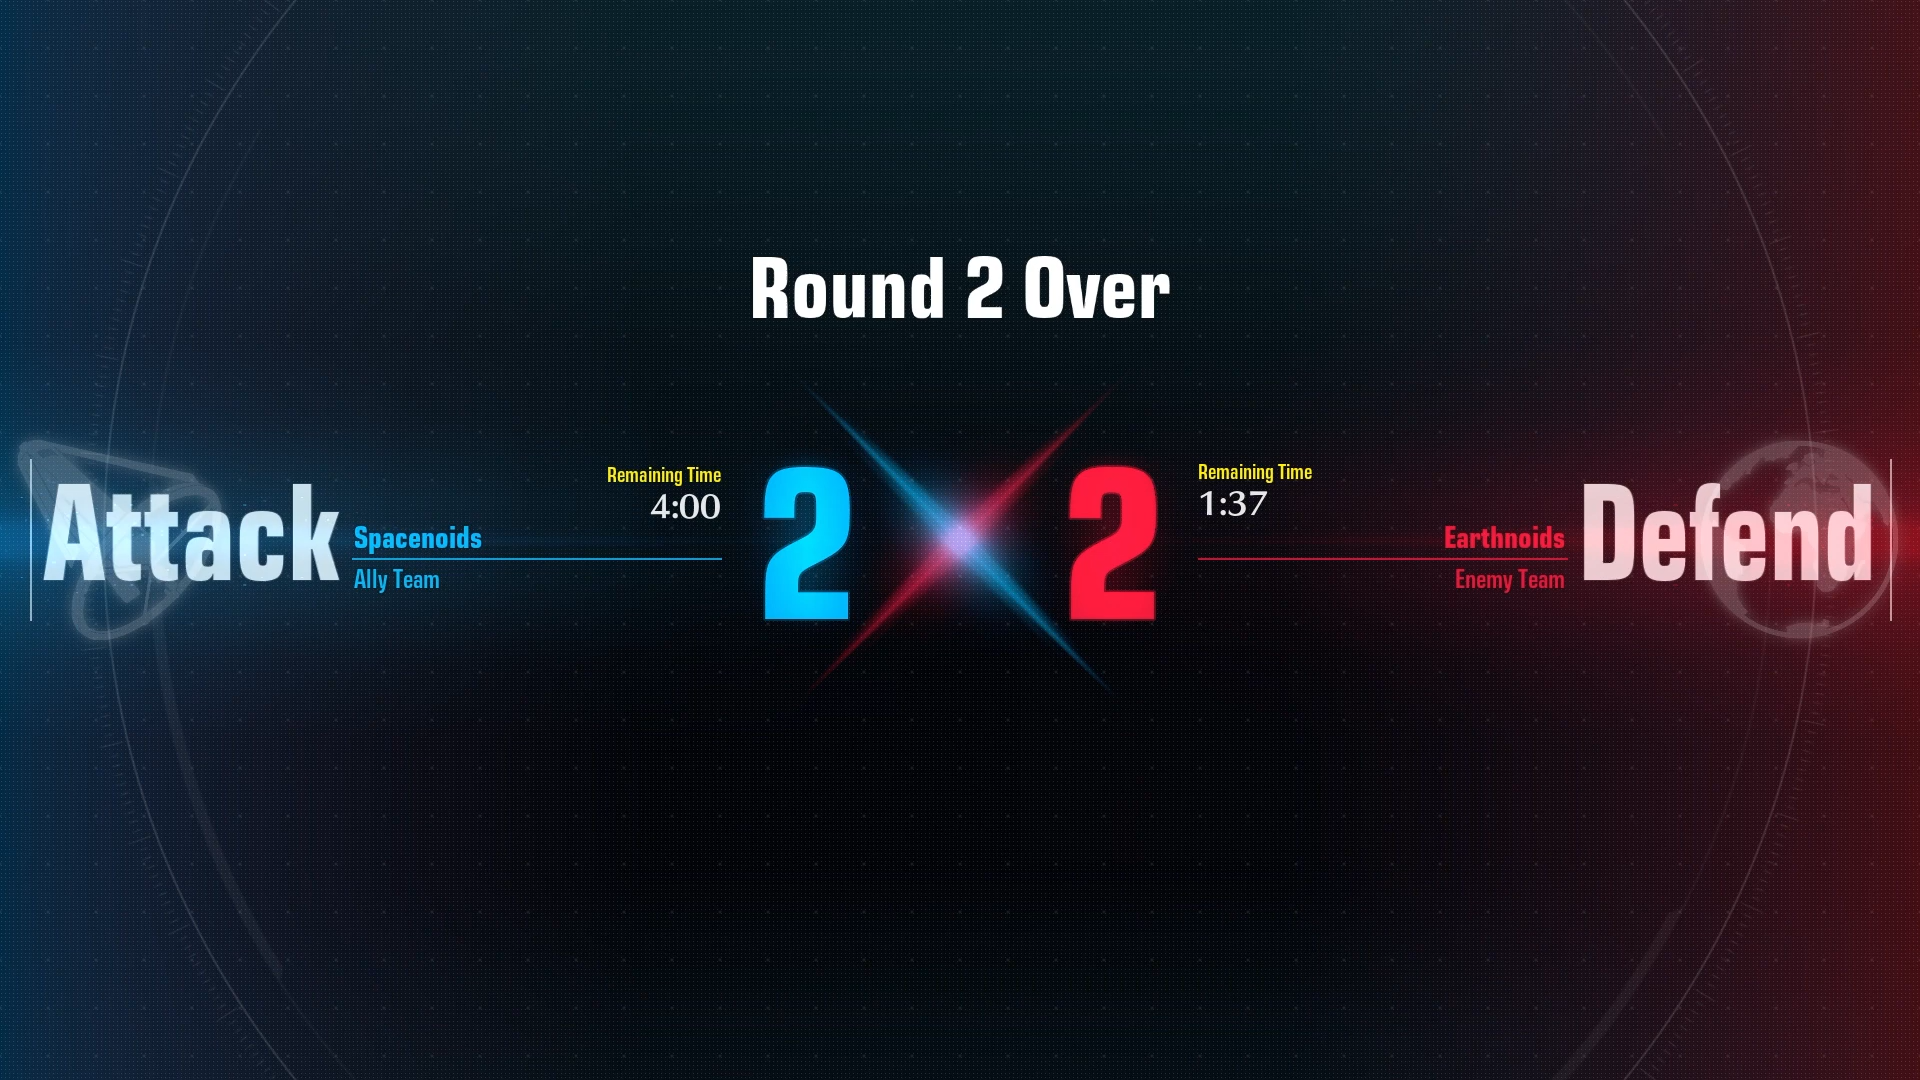 Round 2 Over
Attack
Spacenoids
Ally Team
Remaining Time
4:00
2
2
Remaining Time
1:37
Earthnoids
Enemy Team
Defend